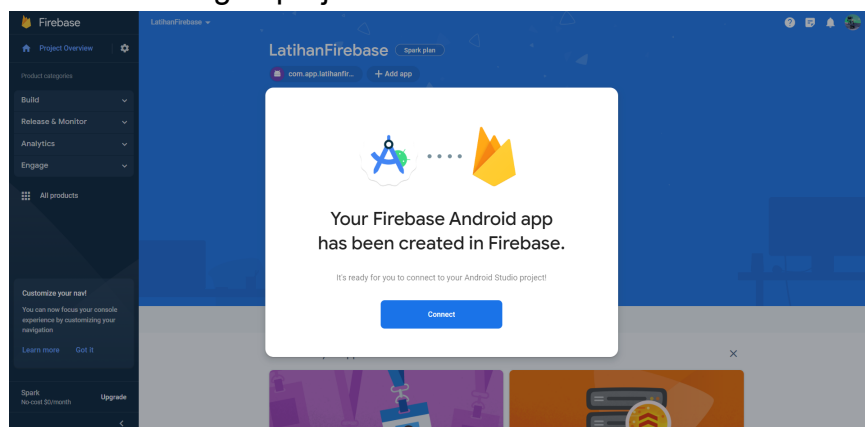 Firebase
LatihanFirebase
Project Overview
LatihanFirebase Spark plan
com.app.latihanfir... + Add app
Product categories
Build
Release & Monitor
Analytics
Engage
All products
Your Firebase Android app
has been created in Firebase.
It's ready for you to connect to your Android Studio project!
Connect
Customize your nav!
You can now focus your console
experience by customizing your
navigation
Learn more Got it
Spark
No-cost $0/month
Upgrade